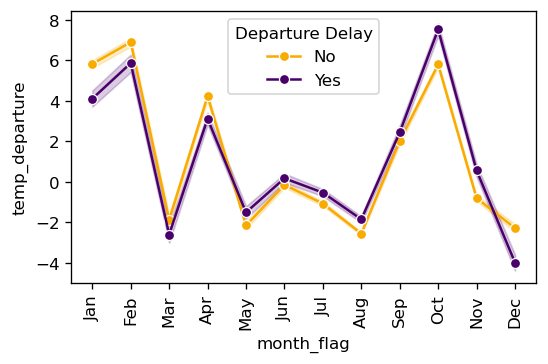 Departure Delay
No
Yes
temp_departure
8
6
4
2
0
−2
−4
Jan
Feb
Mar
Apr
May
Jun
Jul
Aug
Sep
Oct
Nov
Dec
month_flag